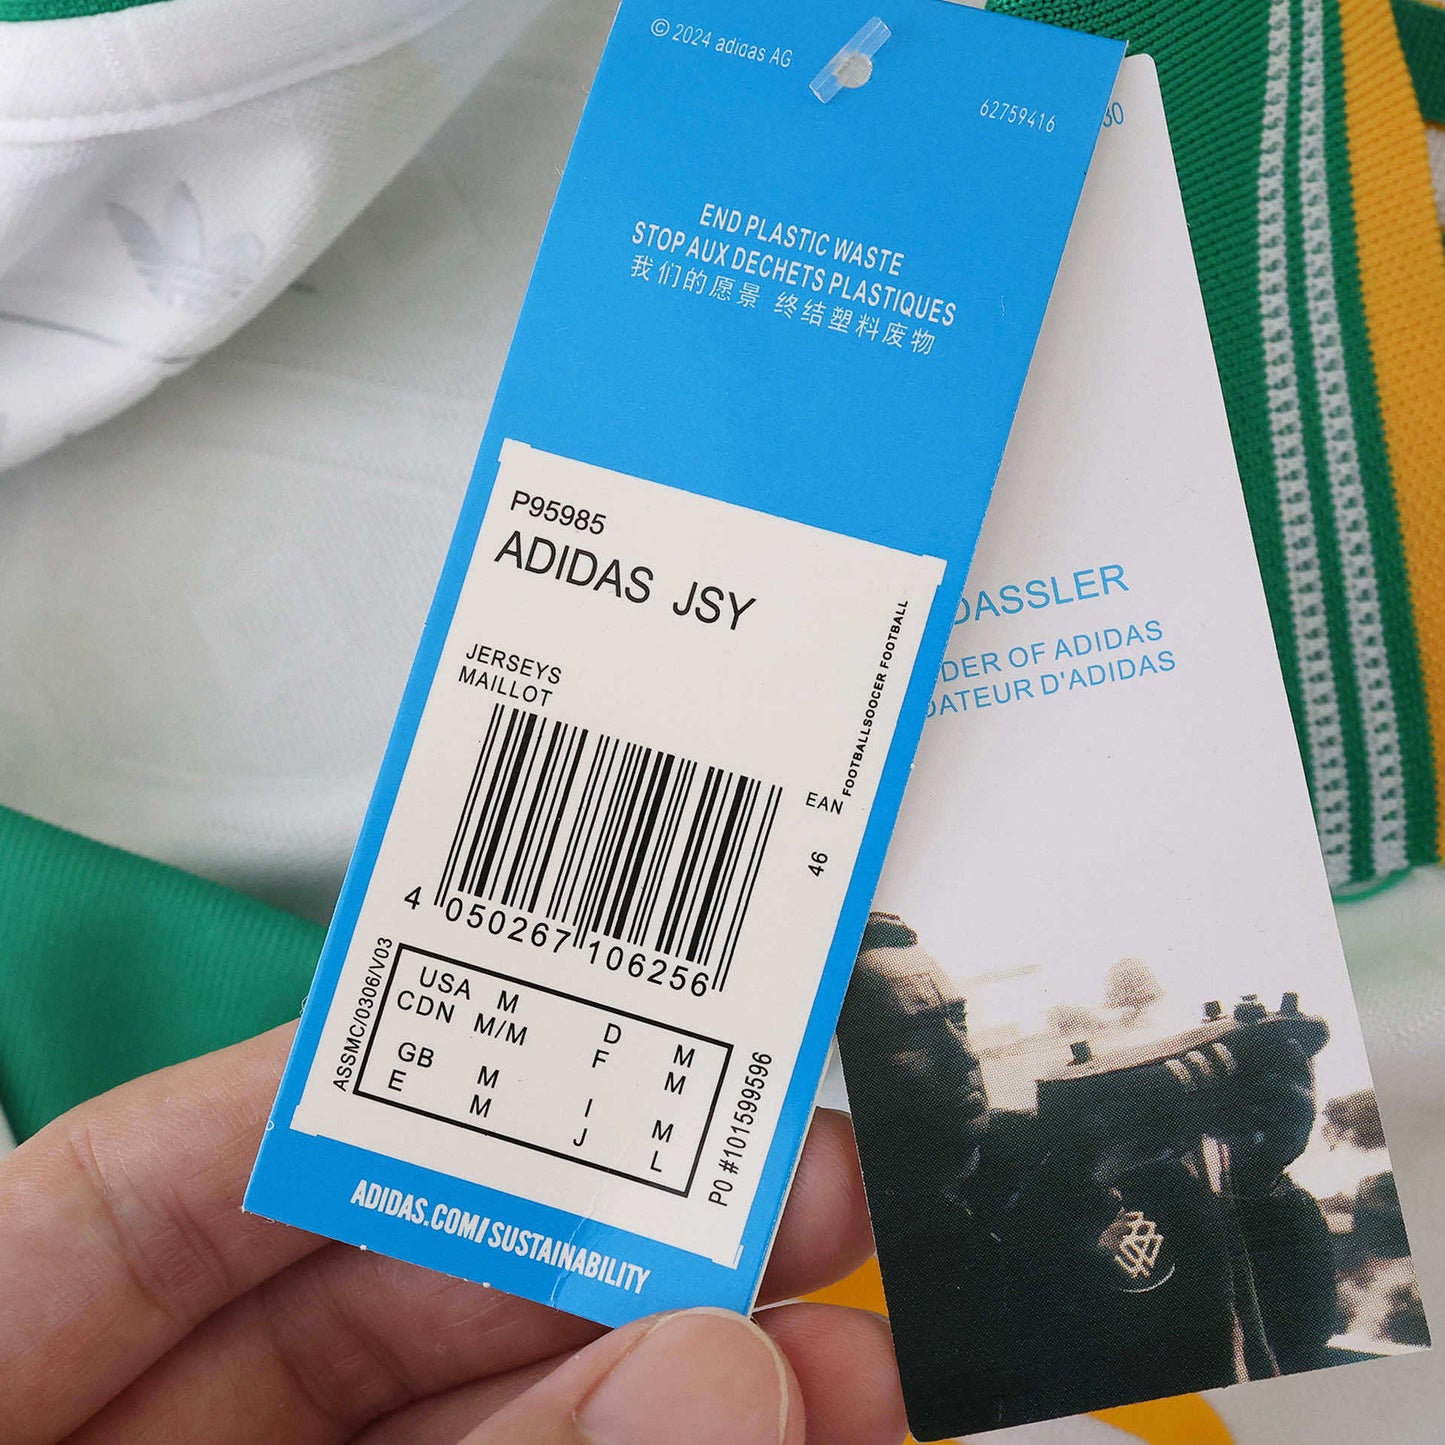 © 2024 adidas AG
62759416
END PLASTIC WASTE
STOP AUX DECHETS PLASTIQUES
我们的愿景 终结塑料废物
P95985
ADIDAS JSY
JERSEYS
MAILLOT
FOOTBALLSOOCER FOOTBALL
EAN
46
4 050267 106256
ASSMC/0306/V03
USA M D M
CDN M/M F M
GB M I M
E M J L
PO #101599596
ADIDAS.COM/SUSTAINABILITY
30
DASSLER
DER OF ADIDAS
DATEUR D'ADIDAS